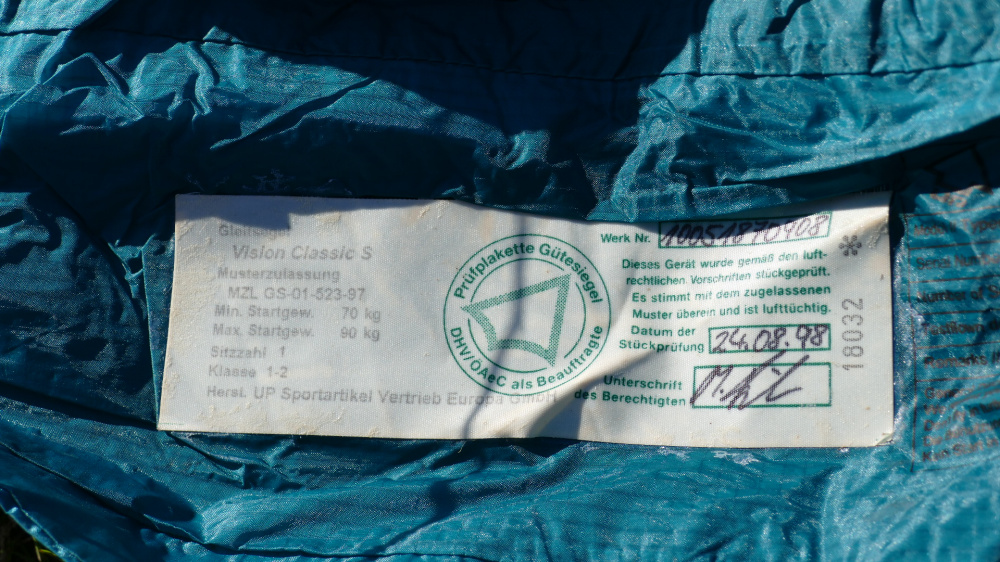 Vision Classic S
Musterzulassung
MZL GS-01-523-97
Min. Startgew. 70 kg
Max. Startgew. 90 kg
Sitzzahl 1
Klasse 1-2
Herst. UP Sportartikel Vertrieb Europa GmbH
Prüfplakette Gütesiegel
DHV/ÖAeC als Beauftragte
Werk Nr.
Dieses Gerät wurde gemäß den luft-
rechtlichen Vorschriften stückgeprüft.
Es stimmt mit dem zugelassenen
Muster überein und ist lufttüchtig.
Datum der
Stückprüfung 24.08.98
Unterschrift
des Berechtigten
* 18032